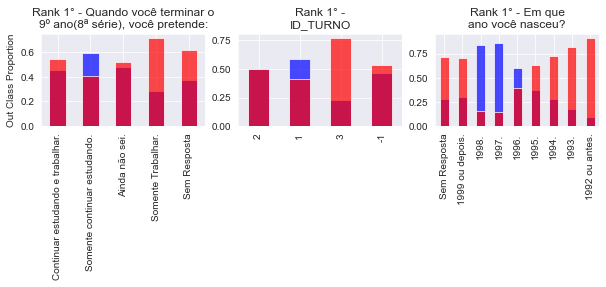 Rank 1° - Quando você terminar o
9º ano(8ª série), você pretende:
Out Class Proportion
0.6
0.4
0.2
0.0
Continuar estudando e trabalhar.
Somente continuar estudando.
Ainda não sei.
Somente Trabalhar.
Sem Resposta
Rank 1° -
ID_TURNO
0.75
0.50
0.25
0.00
2
1
3
-1
Rank 1° - Em que
ano você nasceu?
0.75
0.50
0.25
0.00
Sem Resposta
1999 ou depois.
1998.
1997.
1996.
1995.
1994.
1993.
1992 ou antes.